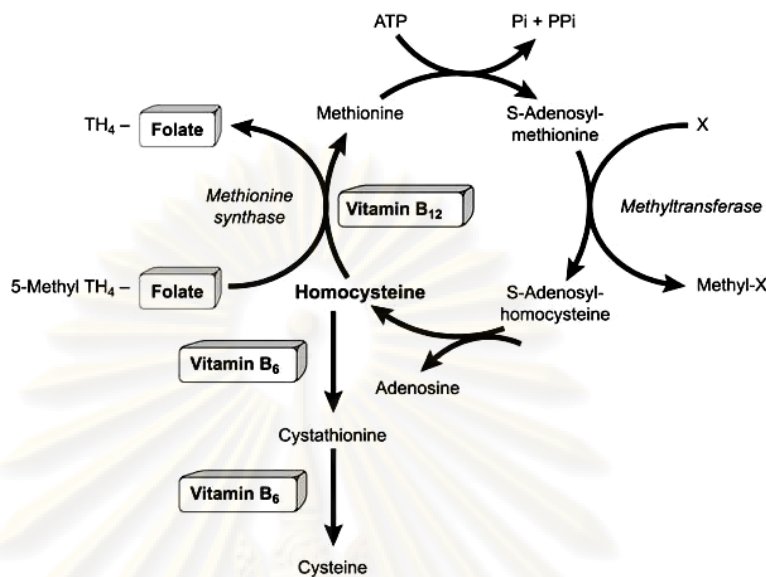 ATP
Pi + PPi
Methionine
S-Adenosyl-
methionine
TH₄ – Folate
X
Methionine
synthase
Vitamin B₁₂
Methyltransferase
5-Methyl TH₄ – Folate
Homocysteine
S-Adenosyl-
homocysteine
Methyl-X
Vitamin B₆
Adenosine
Cystathionine
Vitamin B₆
Cysteine